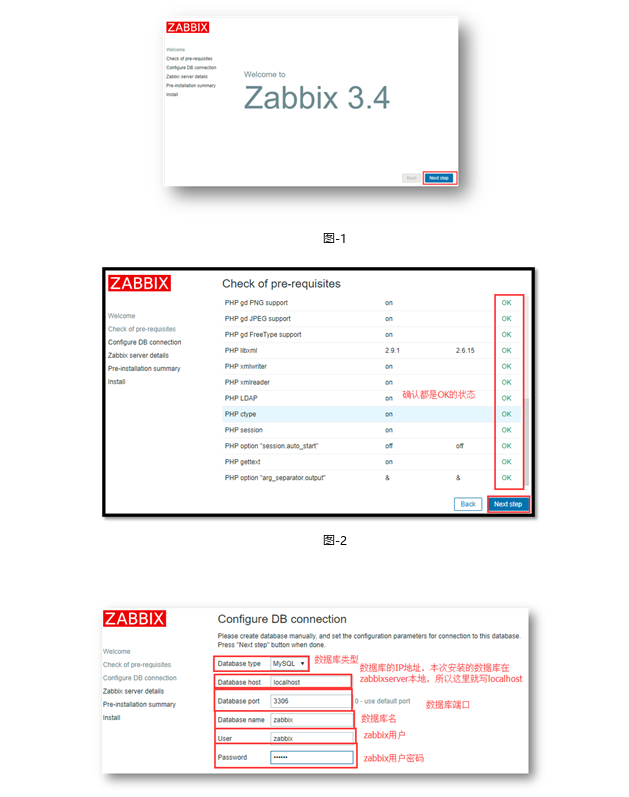 ZABBIX
Welcome
Check of pre-requisites
Configure DB connection
Zabbix server details
Pre-installation summary
Install
Welcome to
Zabbix 3.4
Back
Next step
图-1
ZABBIX
Welcome
Check of pre-requisites
Configure DB connection
Zabbix server details
Pre-installation summary
Install
Check of pre-requisites
PHP gd PNG support on OK
PHP gd JPEG support on OK
PHP gd FreeType support on OK
PHP libxml 2.9.1 2.6.15 OK
PHP xmlwriter on OK
PHP xmlreader on OK
PHP LDAP on OK
确认都是OK的状态
PHP ctype on OK
PHP session on OK
PHP option "session.auto_start" off off OK
PHP gettext on OK
PHP option "arg_separator.output" & & OK
Back
Next step
图-2
ZABBIX
Welcome
Check of pre-requisites
Configure DB connection
Zabbix server details
Pre-installation summary
Install
Configure DB connection
Please create database manually, and set the configuration parameters for connection to this database.
Press "Next step" button when done.
Database type MySQL 数据库类型
数据库的IP地址，本次安装的数据库在
zabbixserver本地，所以这里就写localhost
Database host localhost
Database port 3306 0 - use default port
数据库端口
Database name zabbix 数据库名
User zabbix zabbix用户
Password •••••• zabbix用户密码